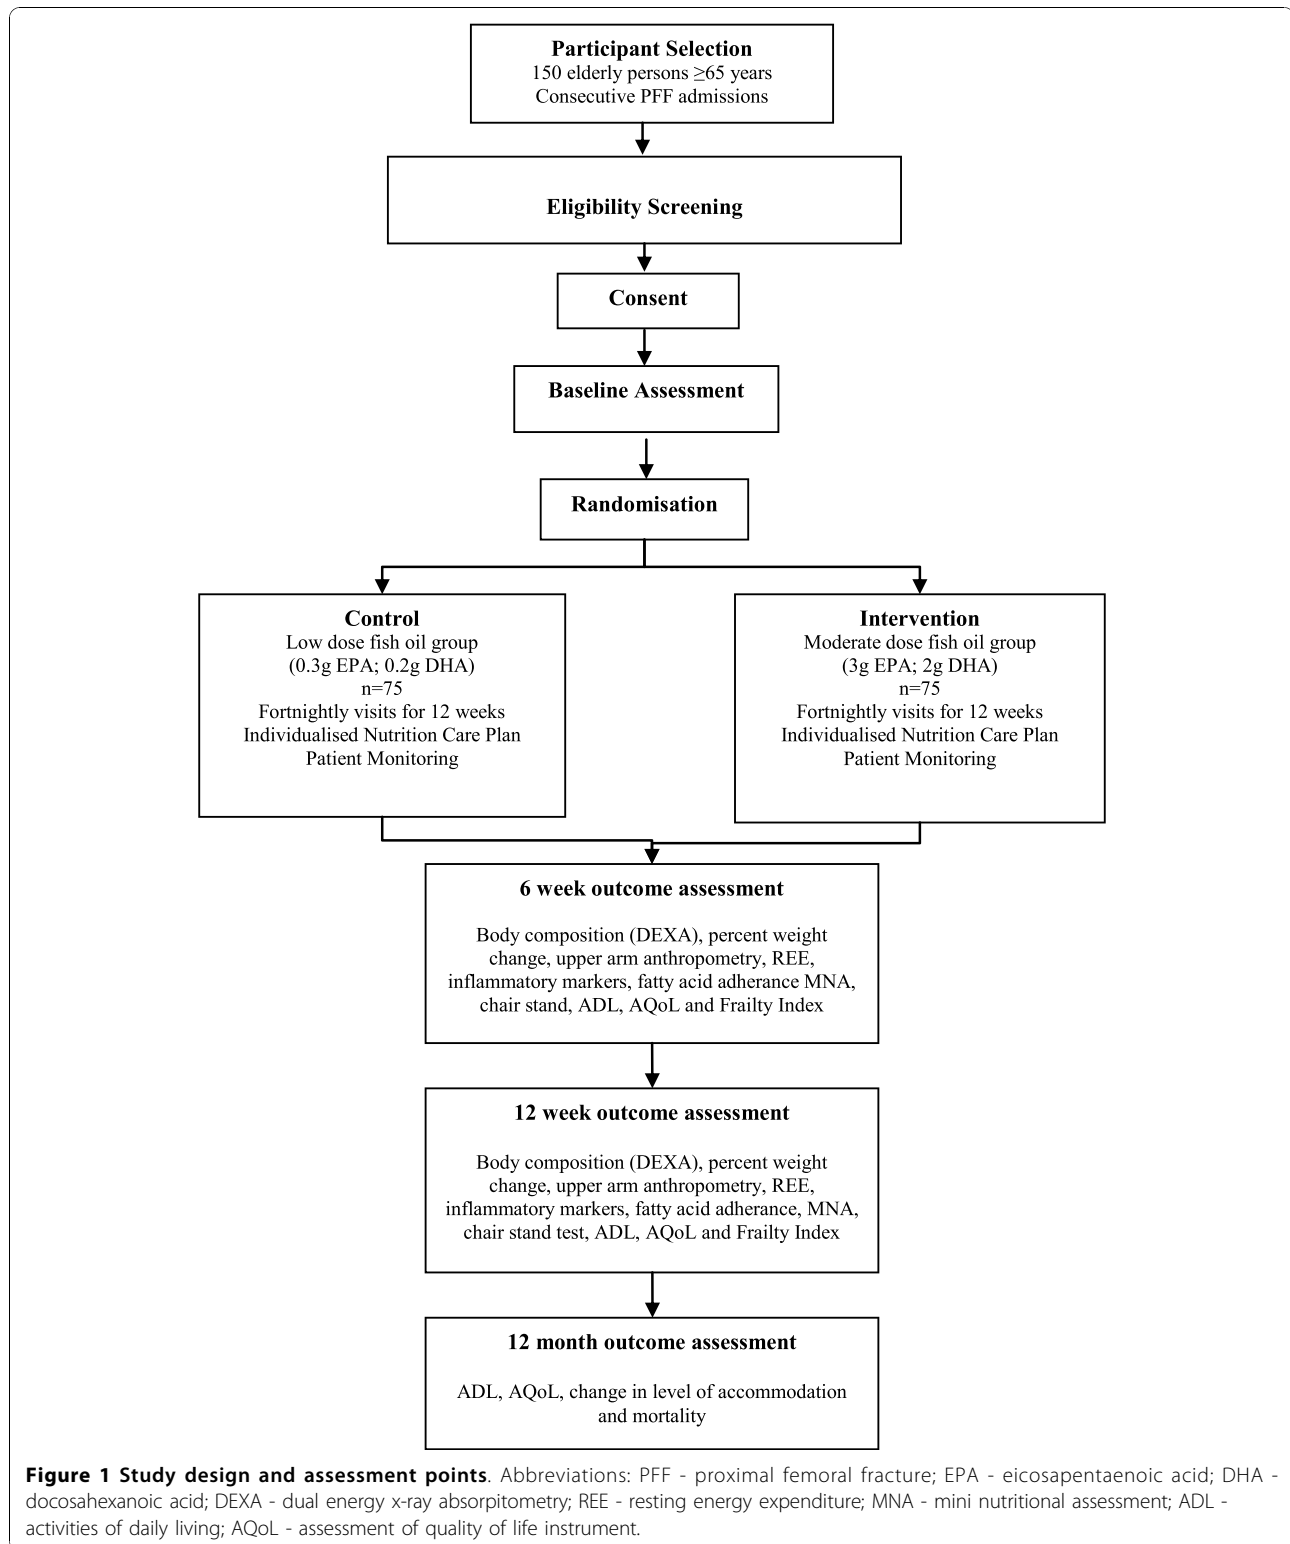 Participant Selection
150 elderly persons ≥65 years
Consecutive PFF admissions
Eligibility Screening
Consent
Baseline Assessment
Randomisation
Control
Low dose fish oil group
(0.3g EPA; 0.2g DHA)
n=75
Fortnightly visits for 12 weeks
Individualised Nutrition Care Plan
Patient Monitoring
Intervention
Moderate dose fish oil group
(3g EPA; 2g DHA)
n=75
Fortnightly visits for 12 weeks
Individualised Nutrition Care Plan
Patient Monitoring
6 week outcome assessment
Body composition (DEXA), percent weight
change, upper arm anthropometry, REE,
inflammatory markers, fatty acid adherance MNA,
chair stand, ADL, AQoL and Frailty Index
12 week outcome assessment
Body composition (DEXA), percent weight
change, upper arm anthropometry, REE,
inflammatory markers, fatty acid adherance, MNA,
chair stand test, ADL, AQoL and Frailty Index
12 month outcome assessment
ADL, AQoL, change in level of accommodation
and mortality
Figure 1 Study design and assessment points. Abbreviations: PFF - proximal femoral fracture; EPA - eicosapentaenoic acid; DHA -
docosahexanoic acid; DEXA - dual energy x-ray absorpitometry; REE - resting energy expenditure; MNA - mini nutritional assessment; ADL -
activities of daily living; AQoL - assessment of quality of life instrument.